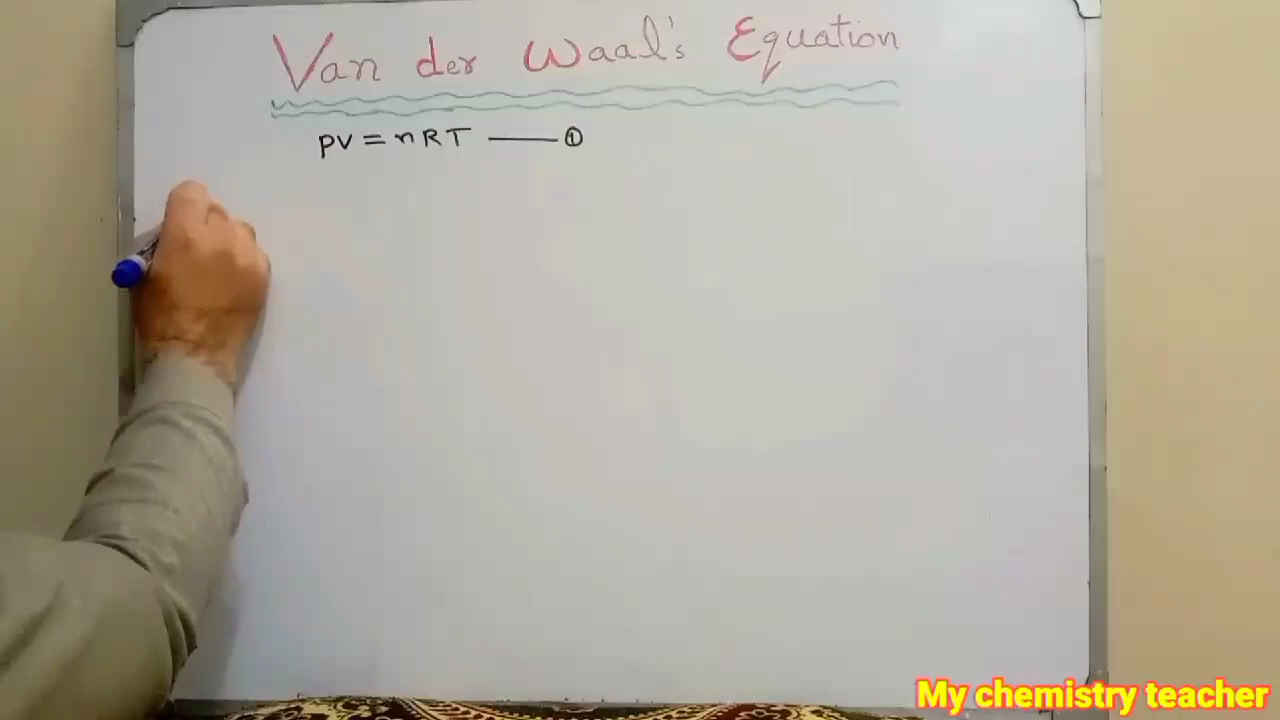 Van der Waal's Equation
PV = nRT —— ①
My chemistry teacher